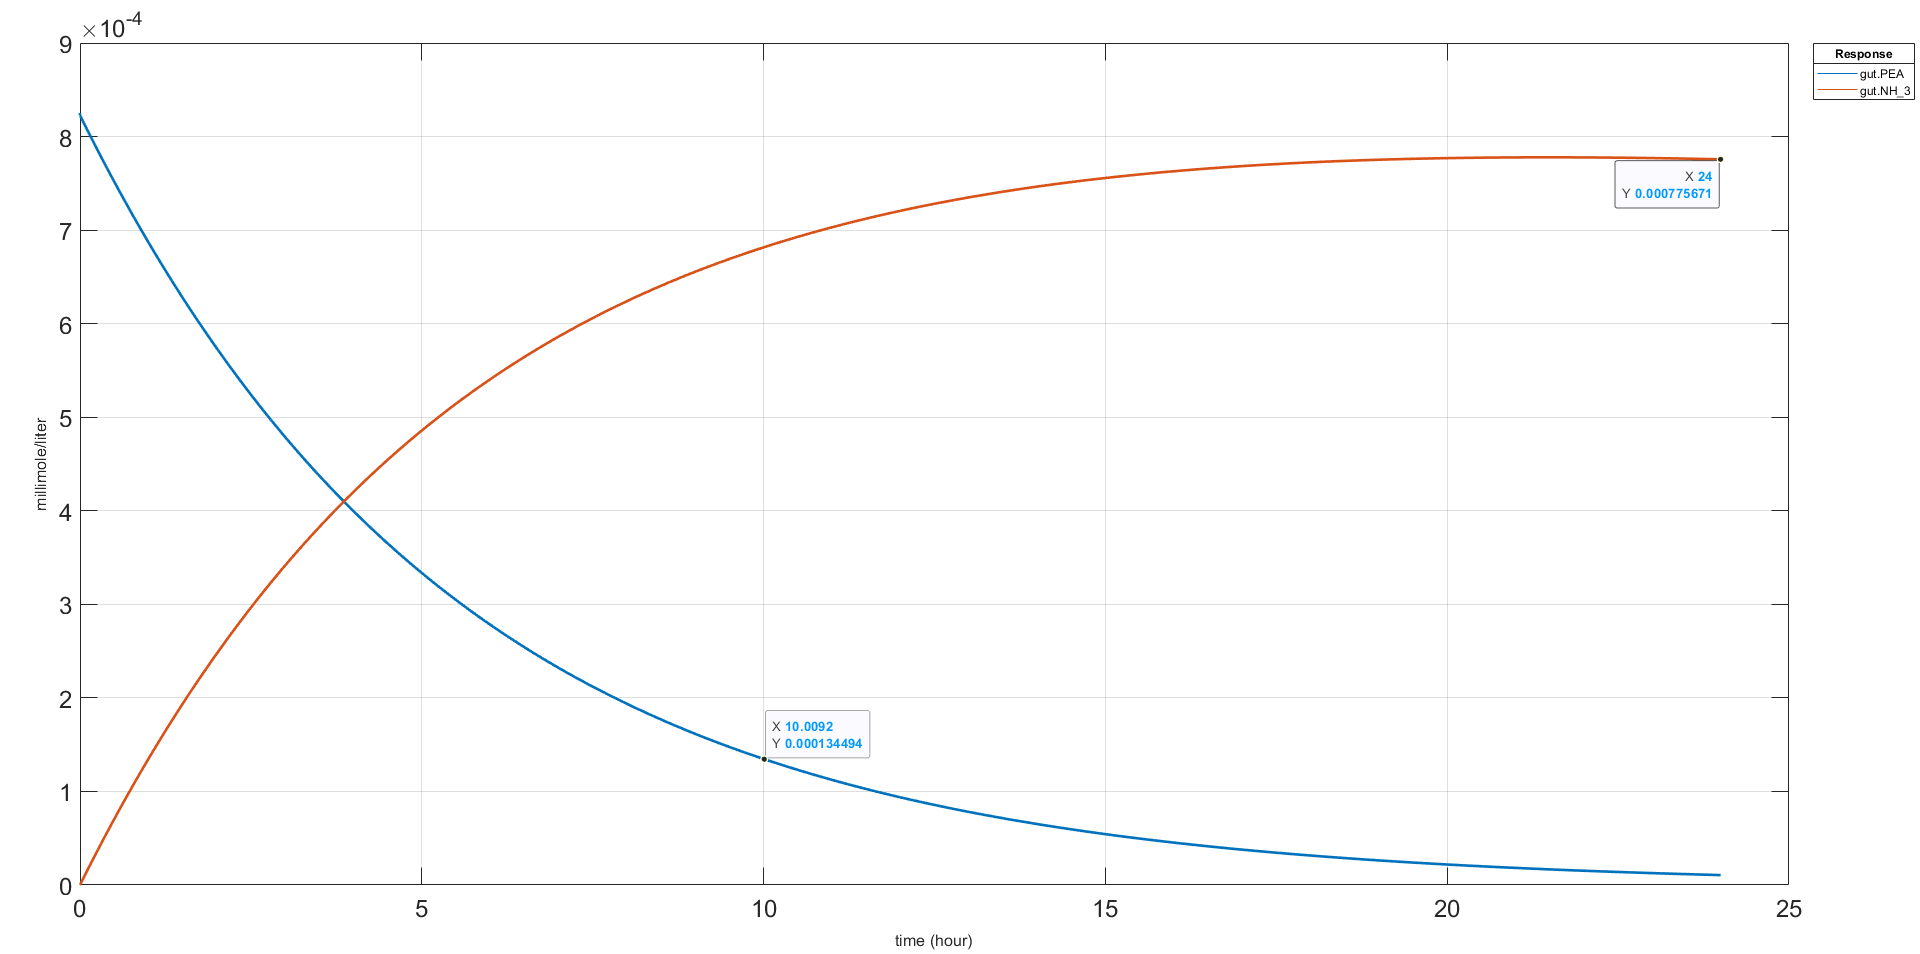 ×10-4
9
8
7
6
5
4
3
2
1
0
millimole/liter
X 24
Y 0.000775671
X 10.0092
Y 0.000134494
0 5 10 15 20 25
time (hour)
Response
gut.PEA
gut.NH_3